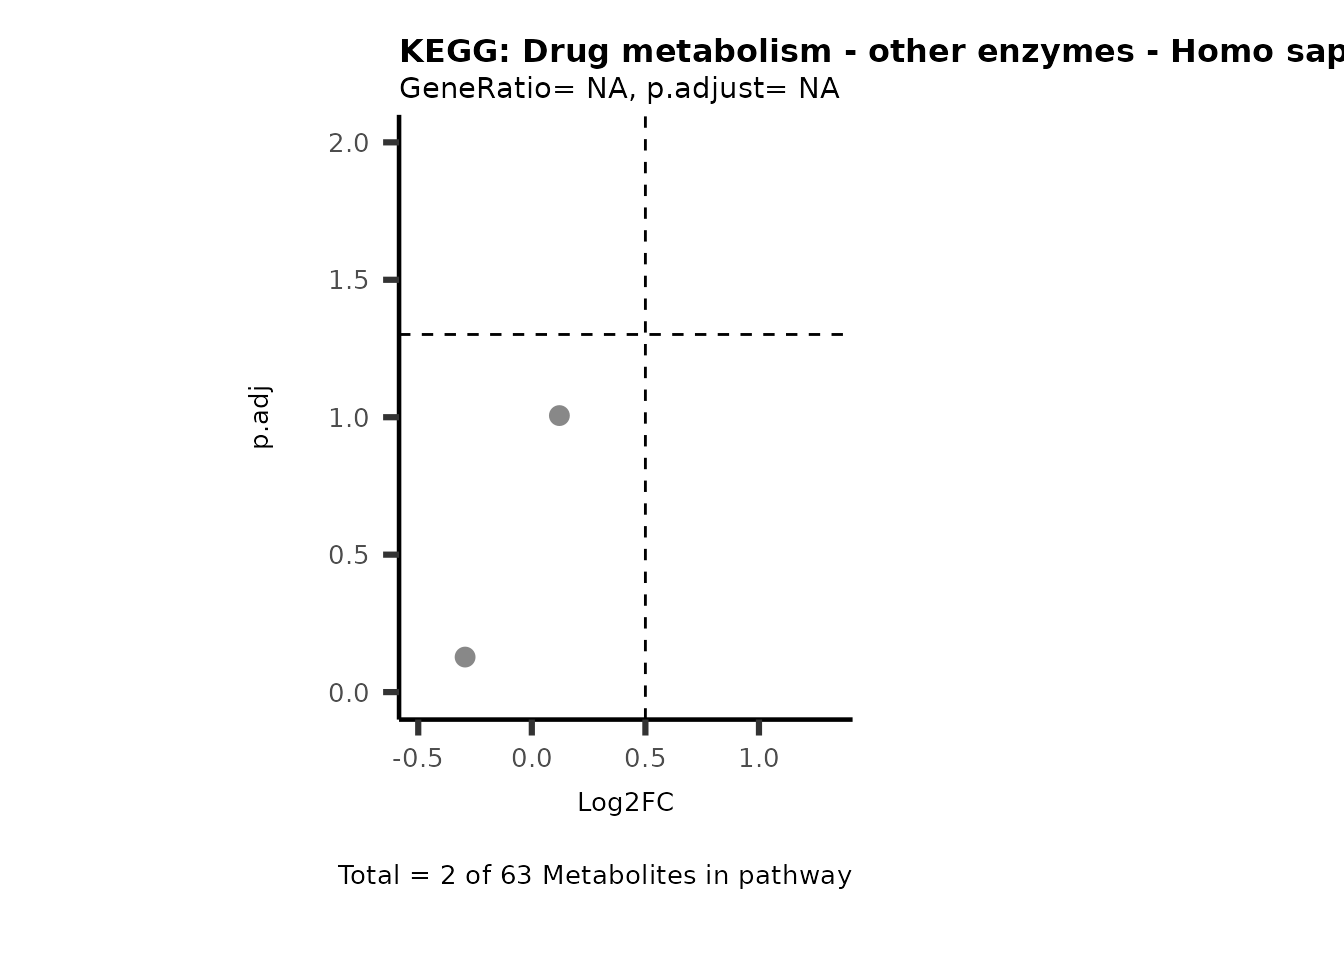 KEGG: Drug metabolism - other enzymes - Homo sap
GeneRatio= NA, p.adjust= NA
2.0
1.5
1.0
0.5
0.0
p.adj
-0.5 0.0 0.5 1.0
Log2FC
Total = 2 of 63 Metabolites in pathway